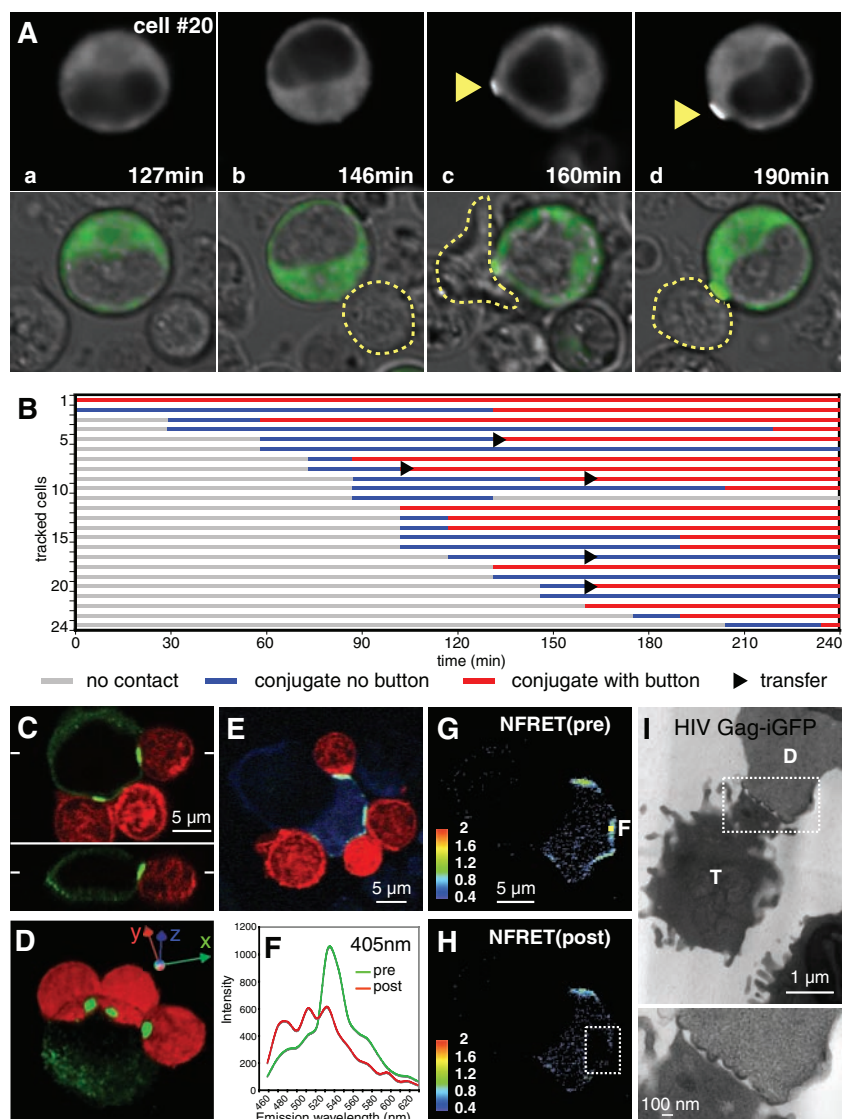 A
cell #20
a 127min
b 146min
c 160min
d 190min
B
tracked cells
1
5
10
15
20
24
0 30 60 90 120 150 180 210 240
time (min)
no contact conjugate no button conjugate with button transfer
C
5 µm
D
y z x
E
5 µm
F
405nm
pre
post
Intensity
1200
1000
800
600
400
200
0
460 480 500 520 540 560 580 600 620
Emission wavelength (nm)
G
NFRET(pre)
F
2
1.6
1.2
0.8
0.4
5 µm
H
NFRET(post)
2
1.6
1.2
0.8
0.4
I
HIV Gag-iGFP
D
T
1 µm
100 nm